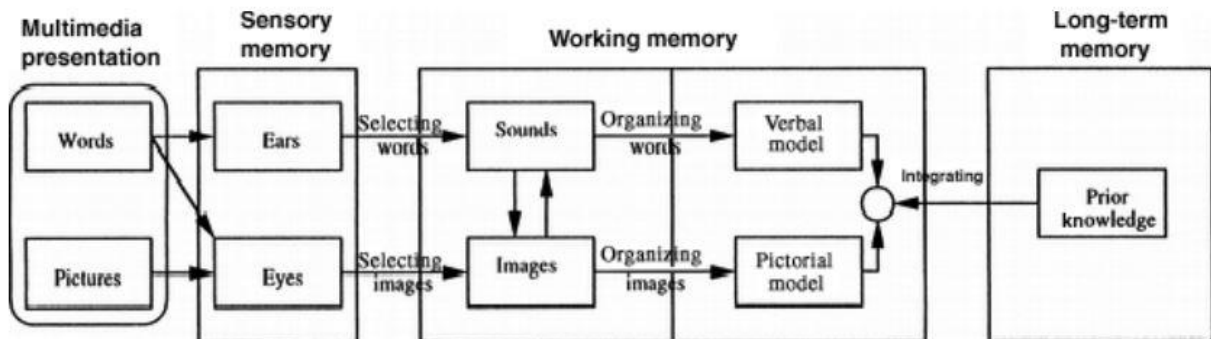 Multimedia
presentation
Sensory
memory
Working memory
Long-term
memory
Words
Ears
Selecting
words
Sounds
Organizing
words
Verbal
model
Integrating
Prior
knowledge
Pictures
Eyes
Selecting
images
Images
Organizing
images
Pictorial
model